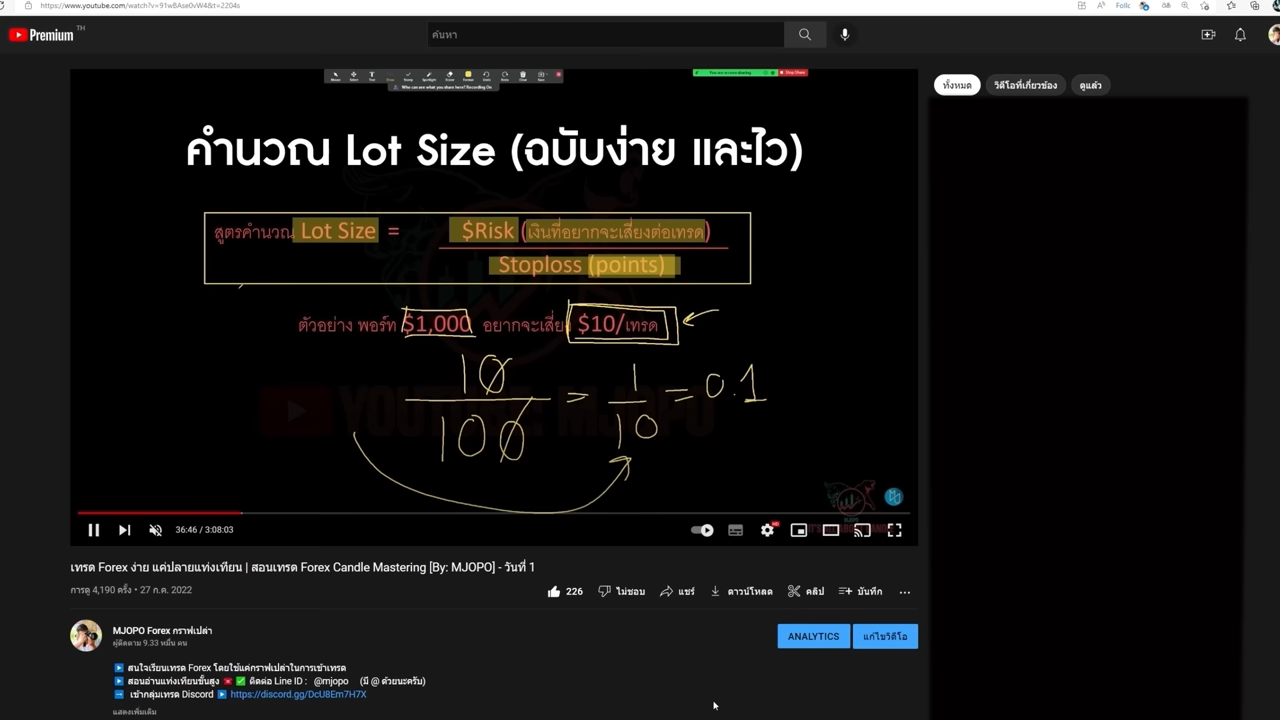 https://www.youtube.com/watch?v=91wBAse0vW4&t=2204s
Premium TH
ค้นหา
ทั้งหมด วิดีโอที่เกี่ยวข้อง ดูแล้ว
Who can see what you share here? Recording On
คำนวณ Lot Size (ฉบับง่าย และไว)
สูตรคำนวณ Lot Size = $Risk (เงินที่อยากจะเสี่ยงต่อเทรด)
Stoploss (points)
ตัวอย่าง พอร์ท $1,000 อยากจะเสี่ยง $10/เทรด
10
100
= 1
10
= 0.1
YOUTUBE: MJOPO
36:46 / 3:08:03
เทรด Forex ง่าย แค่ปลายแท่งเทียน | สอนเทรด Forex Candle Mastering [By: MJOPO] - วันที่ 1
การดู 4,190 ครั้ง • 27 ก.ค. 2022
226 ไม่ชอบ แชร์ ดาวน์โหลด คลิป บันทึก
MJOPO Forex กราฟเปล่า
ผู้ติดตาม 9.33 หมื่น คน
ANALYTICS แก้ไขวิดีโอ
สนใจเรียนเทรด Forex โดยใช้แค่กราฟเปล่าในการเข้าเทรด
สอนอ่านแท่งเทียนขั้นสูง ติดต่อ Line ID : @mjopo (มี @ ด้วยนะครับ)
เข้ากลุ่มเทรด Discord https://discord.gg/DcU8Em7H7X
แสดงเพิ่มเติม